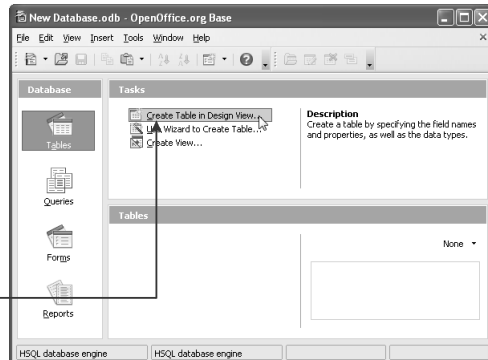 New Database.odb - OpenOffice.org Base
File Edit View Insert Tools Window Help
Database
Tasks
Tables
Queries
Forms
Reports
Create Table in Design View...
Use Wizard to Create Table...
Create View...
Description
Create a table by specifying the field names
and properties, as well as the data types.
Tables
None
HSQL database engine
HSQL database engine